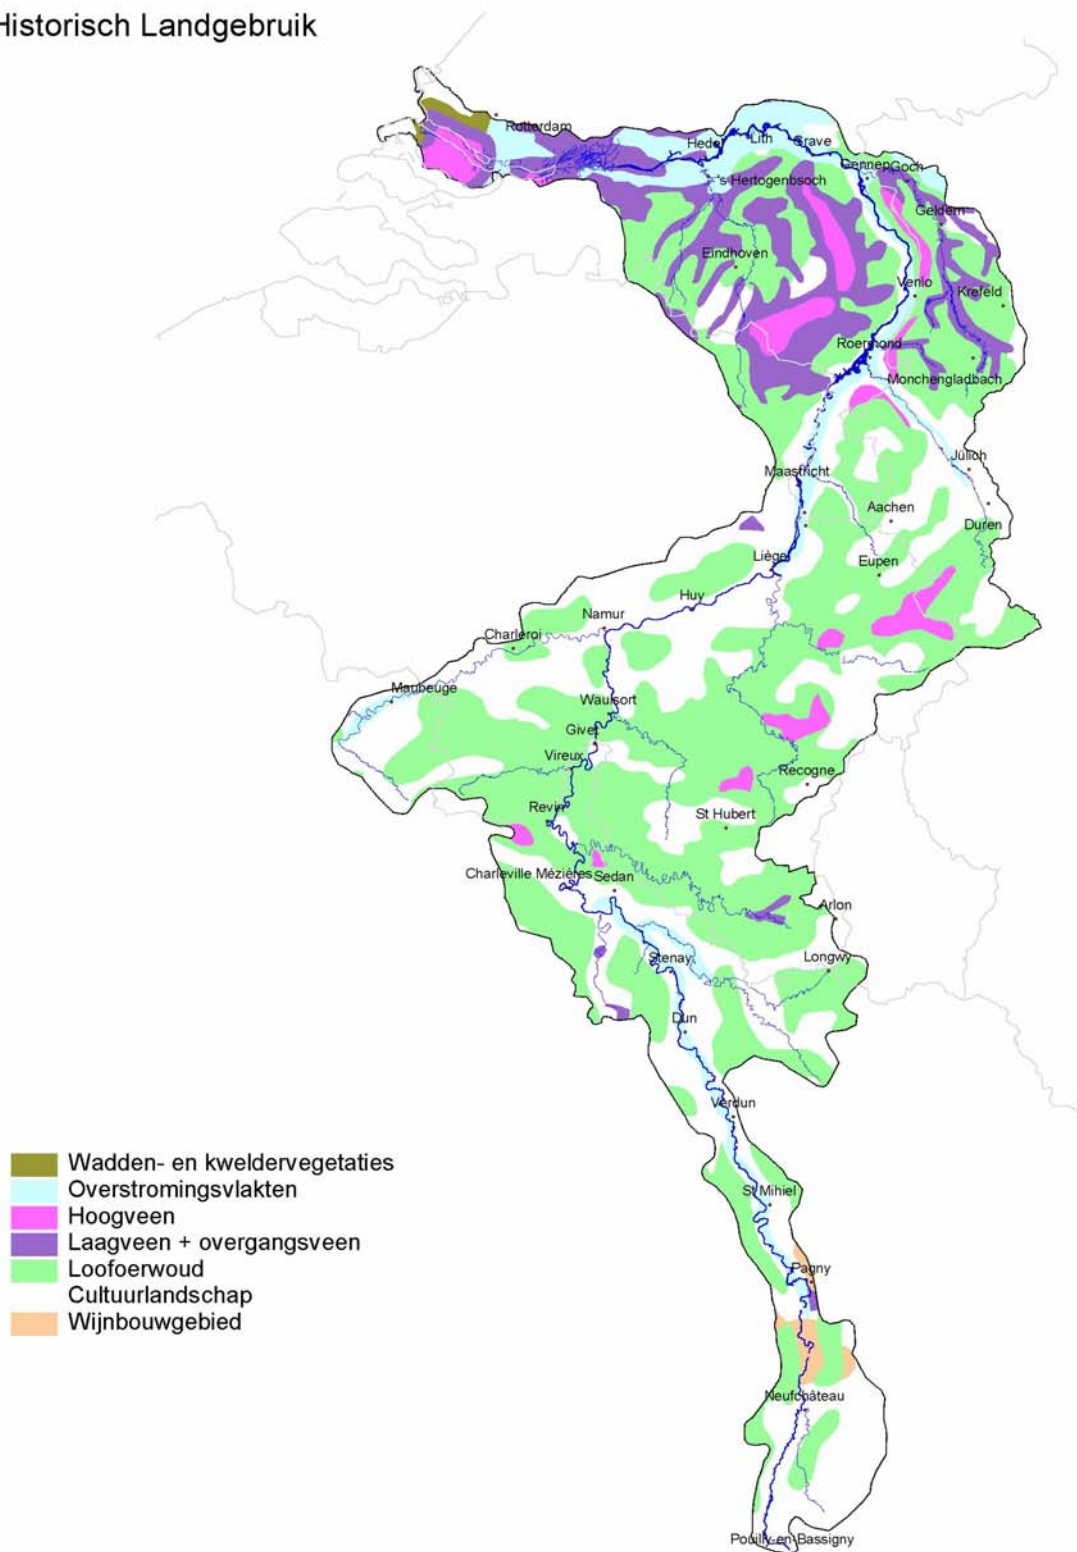 Historisch Landgebruik
Rotterdam
Hedel
Lith
Grave
Gennep
Goch
's Hertogenbsoch
Geldern
Eindhoven
Venlo
Krefeld
Roermond
Monchengladbach
Maastricht
Jülich
Aachen
Duren
Liège
Eupen
Huy
Namur
Charleroi
Maubeuge
Waulsort
Givet
Vireux
Recogne
Revin
St Hubert
Charleville Mézières
Sedan
Arlon
Stenay
Longwy
Dun
Verdun
St Mihiel
Pagny
Neufchâteau
Pouilly-en-Bassigny
Wadden- en kweldervegetaties
Overstromingsvlakten
Hoogveen
Laagveen + overgangsveen
Loofoerwoud
Cultuurlandschap
Wijnbouwgebied